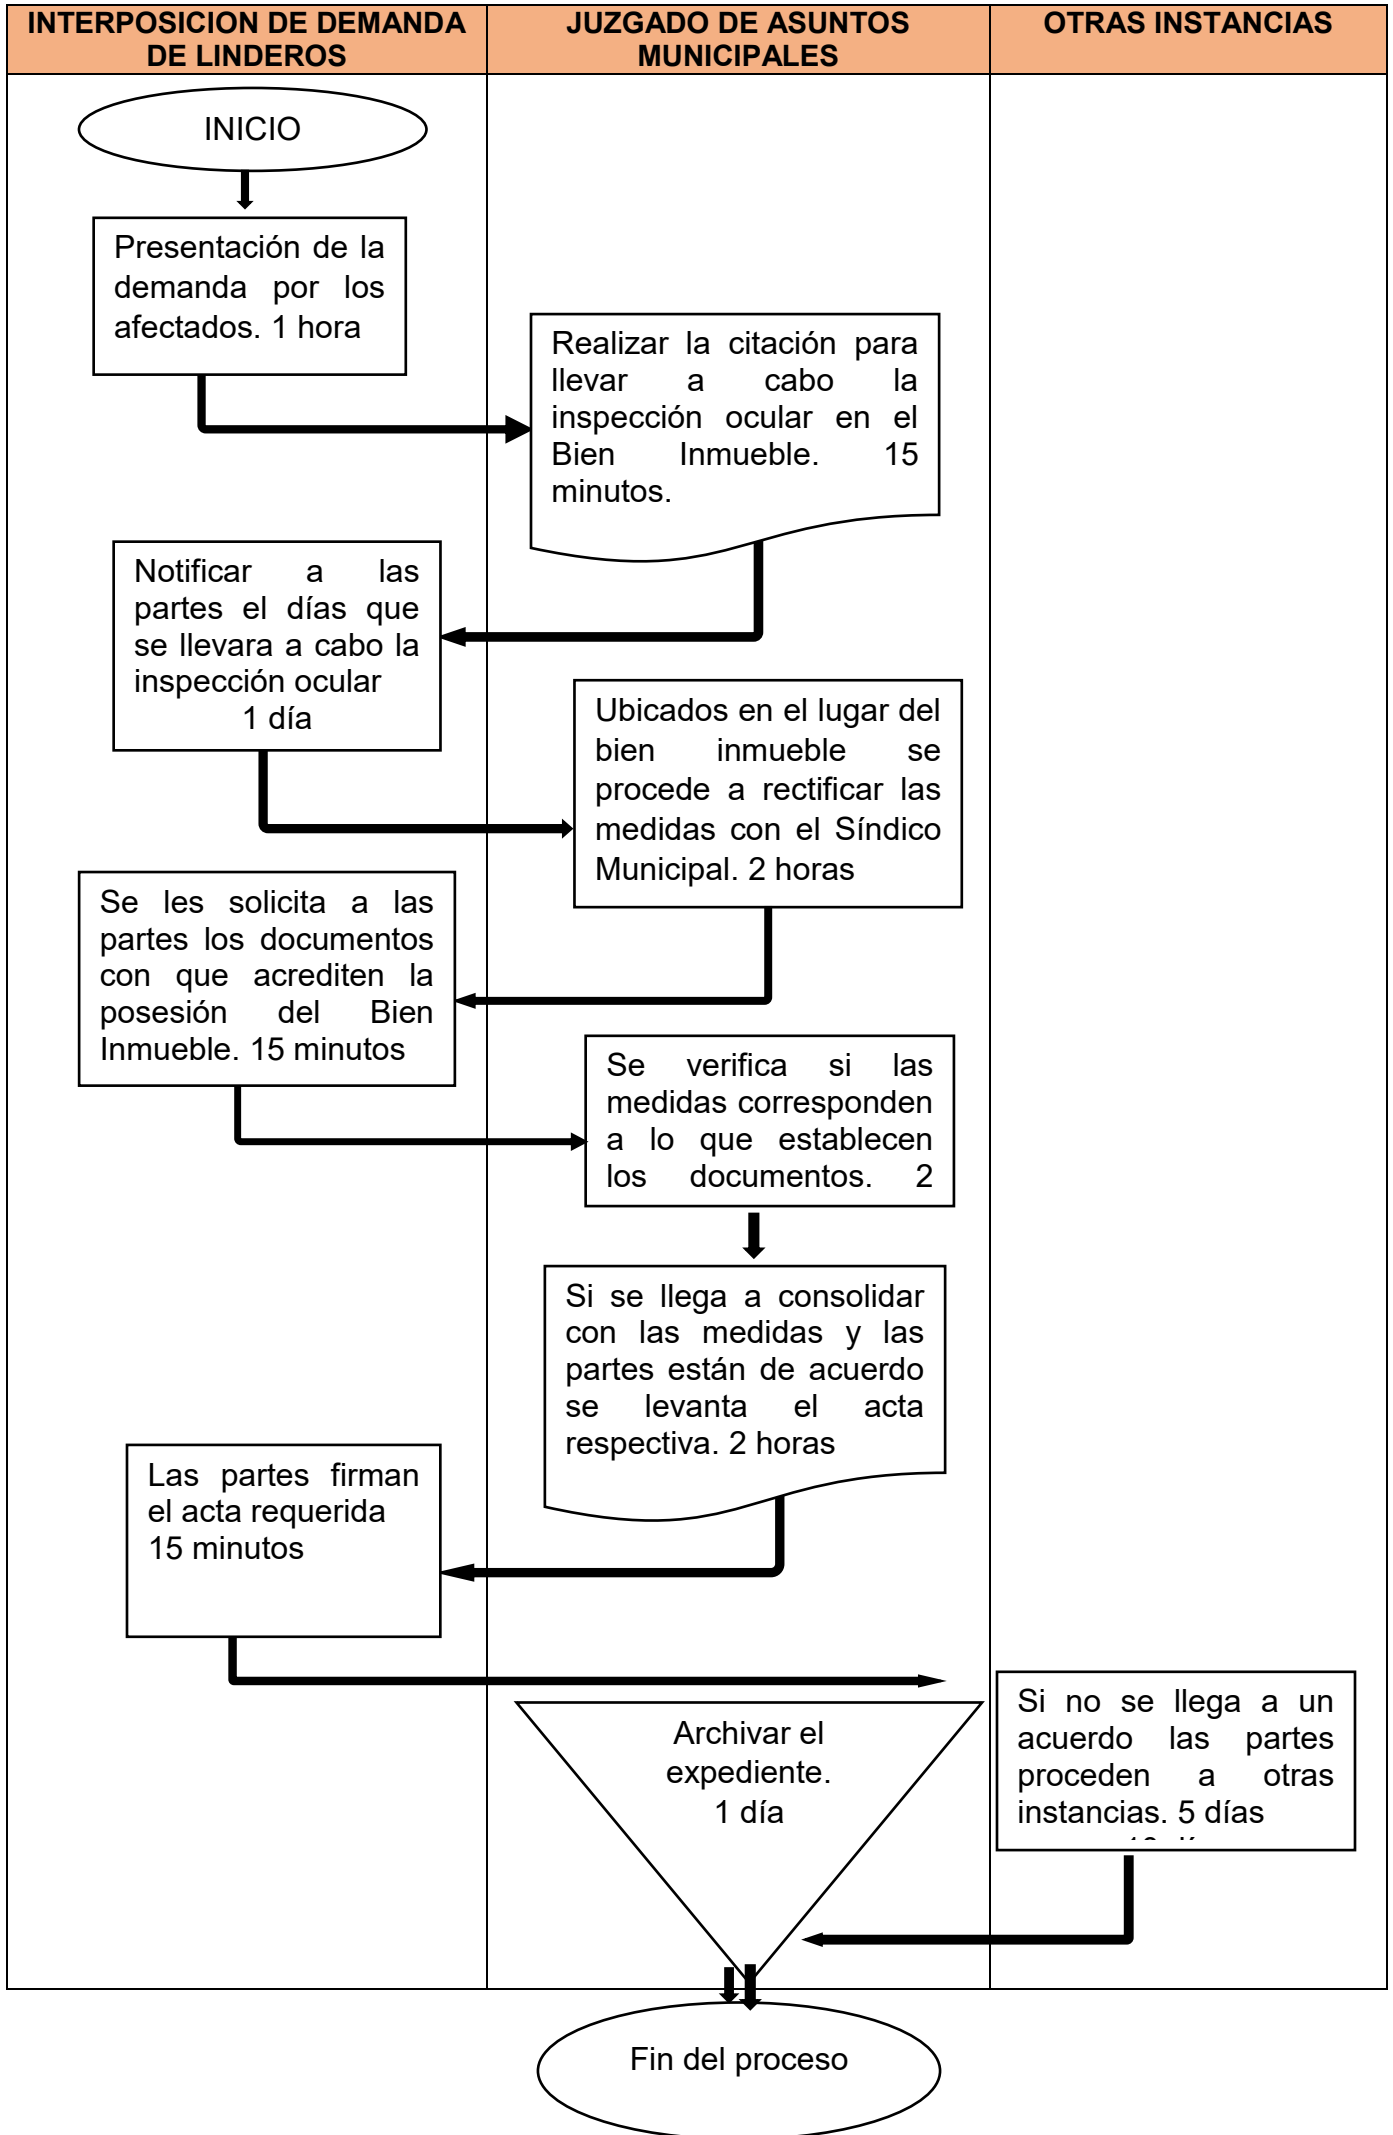 INTERPOSICION DE DEMANDA
DE LINDEROS
JUZGADO DE ASUNTOS
MUNICIPALES
OTRAS INSTANCIAS
INICIO
Presentación de la
demanda por los
afectados. 1 hora
Realizar la citación para
llevar a cabo la
inspección ocular en el
Bien Inmueble. 15
minutos.
Notificar a las
partes el días que
se llevara a cabo la
inspección ocular
1 día
Ubicados en el lugar del
bien inmueble se
procede a rectificar las
medidas con el Síndico
Municipal. 2 horas
Se les solicita a las
partes los documentos
con que acrediten la
posesión del Bien
Inmueble. 15 minutos
Se verifica si las
medidas corresponden
a lo que establecen
los documentos. 2
Si se llega a consolidar
con las medidas y las
partes están de acuerdo
se levanta el acta
respectiva. 2 horas
Las partes firman
el acta requerida
15 minutos
Archivar el
expediente.
1 día
Si no se llega a un
acuerdo las partes
proceden a otras
instancias. 5 días
Fin del proceso